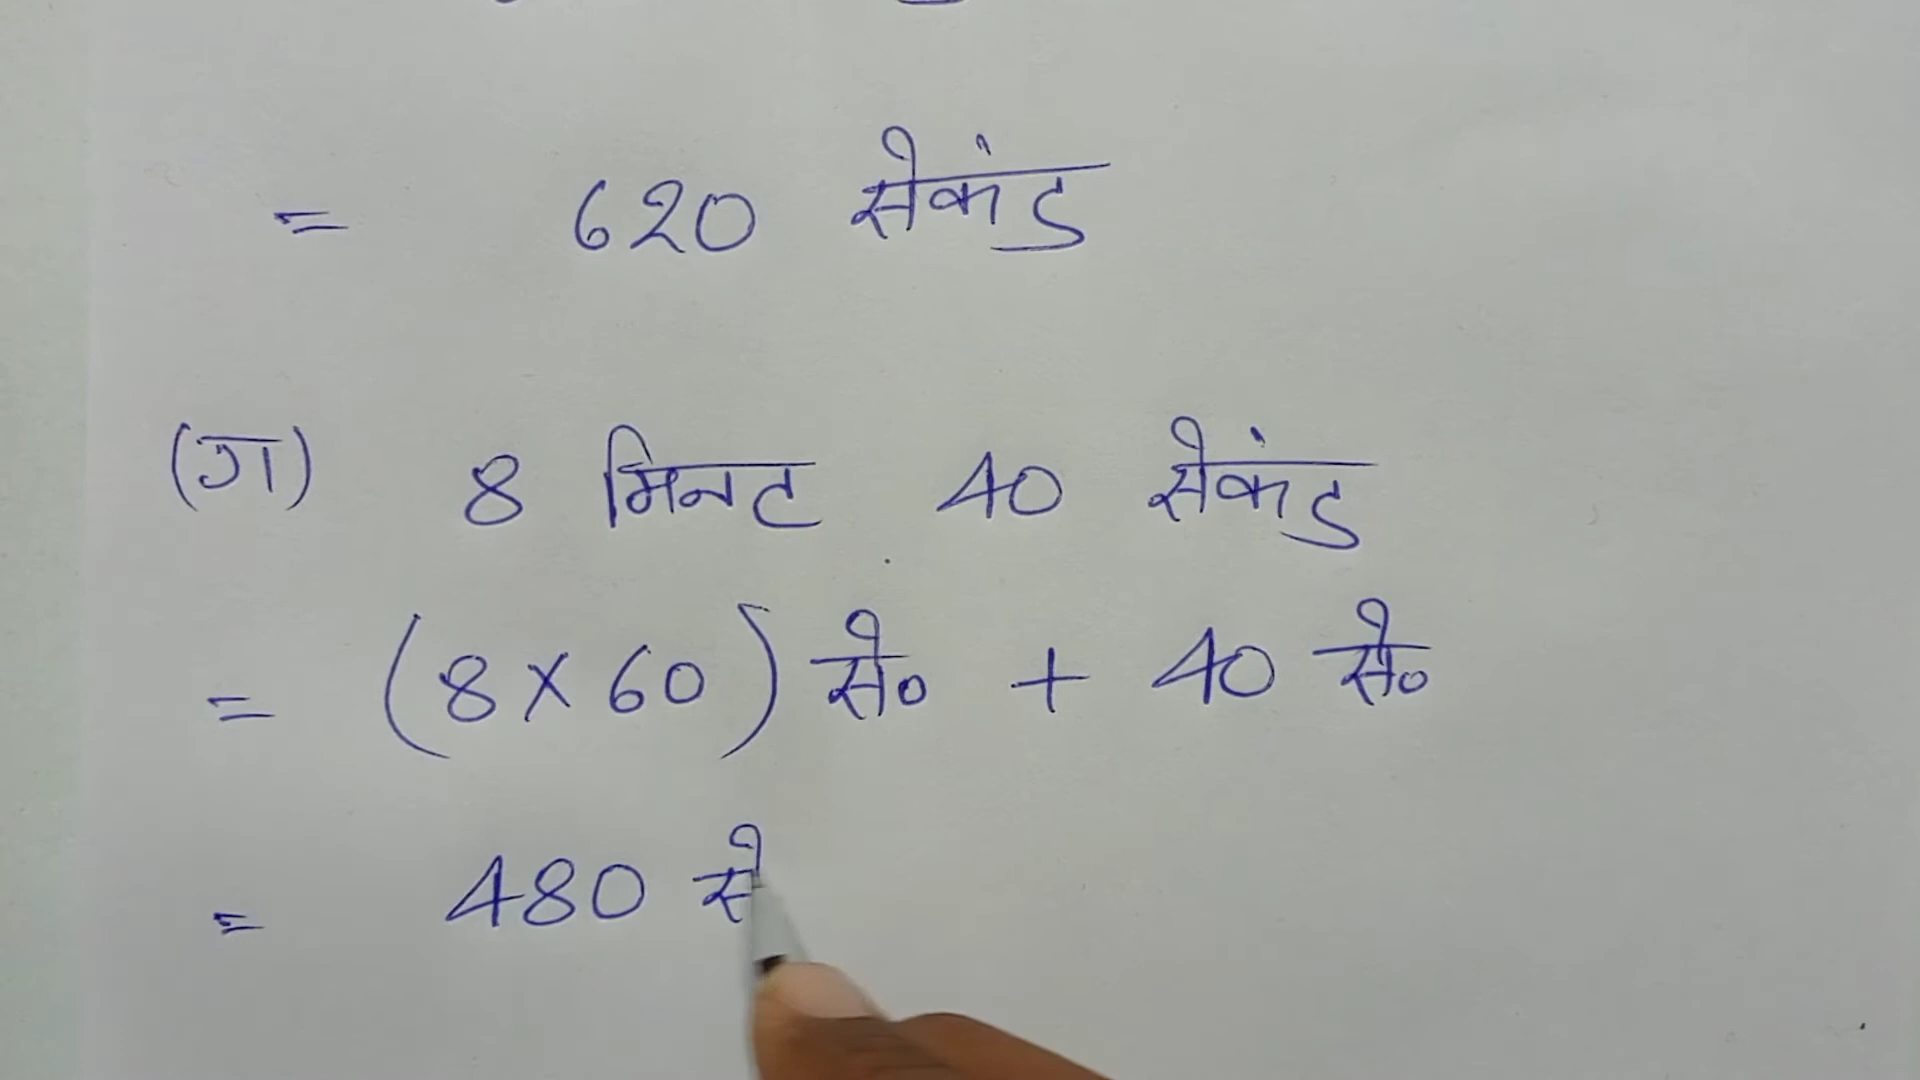 = 620 सेकंड
(ग) 8 मिनट 40 सेकंड
= (8 × 60) से० + 40 से०
= 480 से